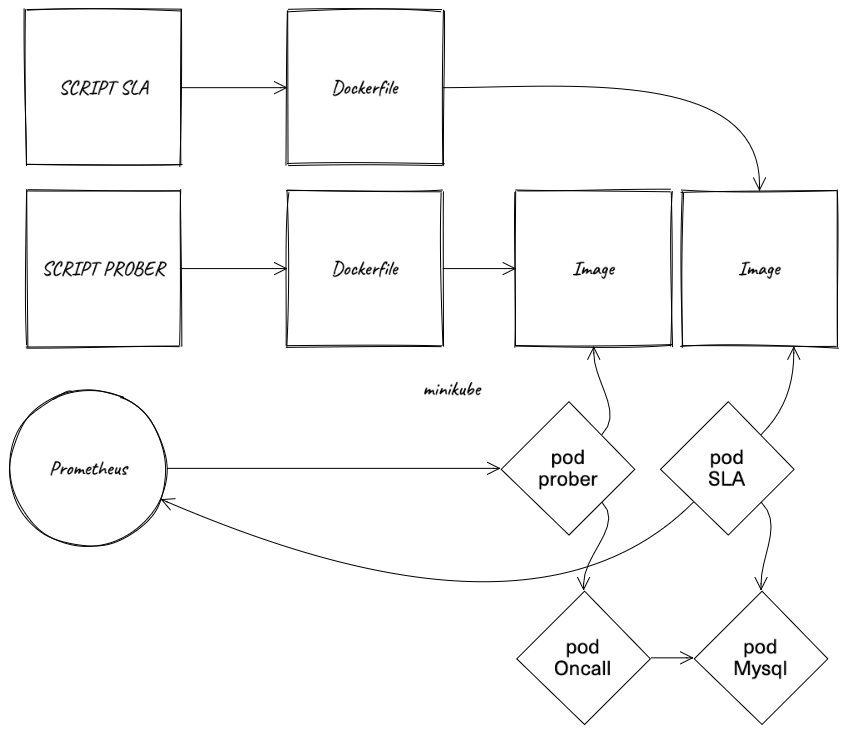 SCRIPT SLA
Dockerfile
SCRIPT PROBER
Dockerfile
Image
Image
minikube
Prometheus
pod
prober
pod
SLA
pod
Oncall
pod
Mysql